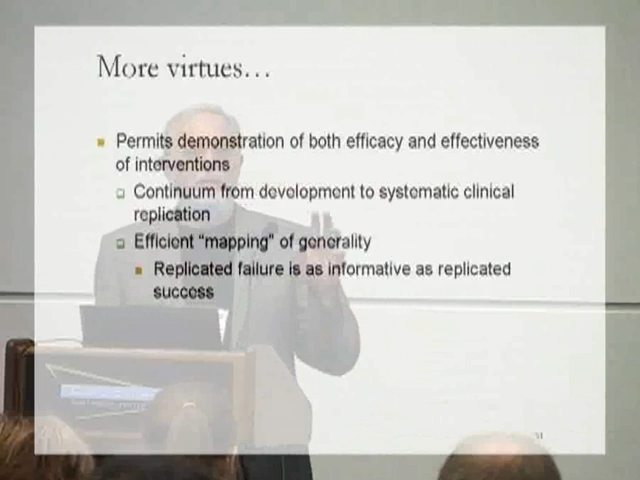 More virtues…
Permits demonstration of both efficacy and effectiveness
of interventions
Continuum from development to systematic clinical
replication
Efficient “mapping” of generality
Replicated failure is as informative as replicated
success